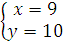 x = 9
y = 10